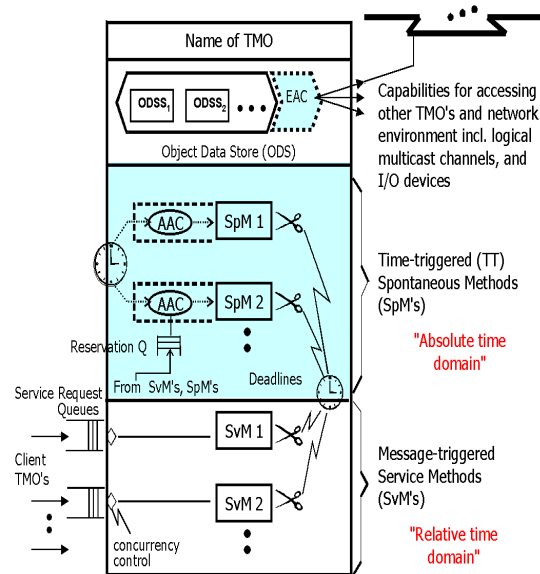 Name of TMO
ODSS1
ODSS2
EAC
Object Data Store (ODS)
Capabilities for accessing
other TMO's and network
environment incl. logical
multicast channels, and
I/O devices
AAC
SpM 1
AAC
SpM 2
Reservation Q
From SvM's, SpM's
Deadlines
Time-triggered (TT)
Spontaneous Methods
(SpM's)
"Absolute time
domain"
Service Request
Queues
SvM 1
Client
TMO's
SvM 2
concurrency
control
Message-triggered
Service Methods
(SvM's)
"Relative time
domain"